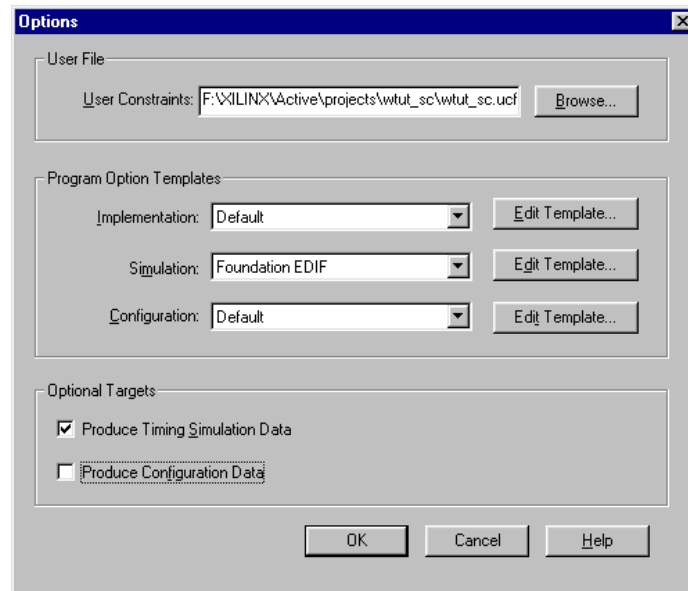 Options
User File
User Constraints: F:\XILINX\Active\projects\wtut_sc\wtut_sc.ucf Browse...
Program Option Templates
Implementation: Default Edit Template...
Simulation: Foundation EDIF Edit Template...
Configuration: Default Edit Template...
Optional Targets
Produce Timing Simulation Data
Produce Configuration Data
OK Cancel Help